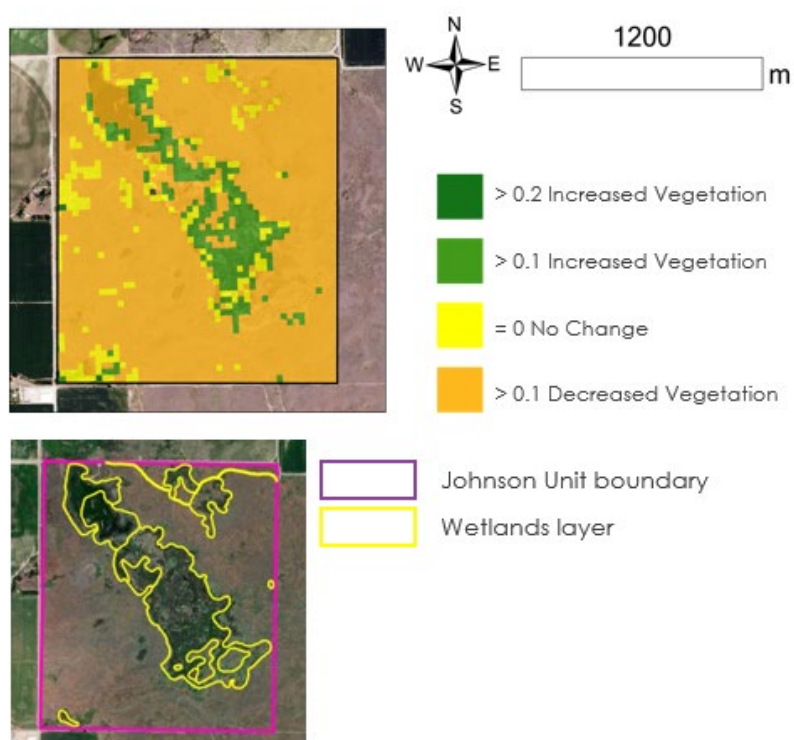 N
W E
S
1200
m
> 0.2 Increased Vegetation
> 0.1 Increased Vegetation
= 0 No Change
> 0.1 Decreased Vegetation
Johnson Unit boundary
Wetlands layer